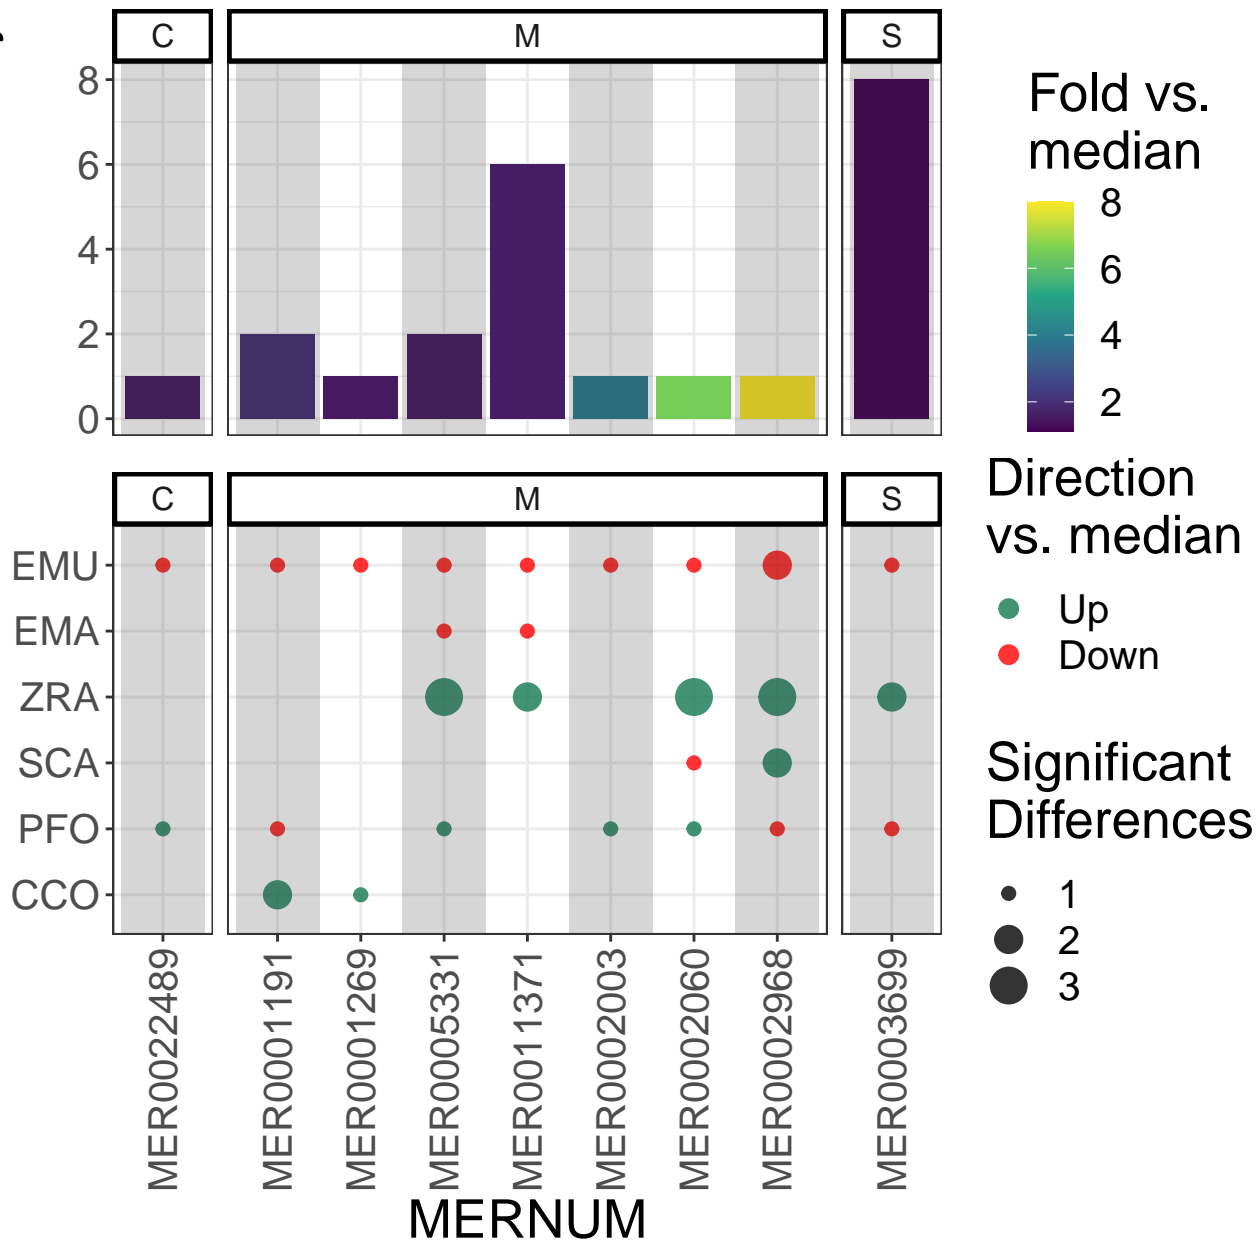 C M S
8
6
4
2
0
Fold vs.
median
8
6
4
2
C M S
EMU
EMA
ZRA
SCA
PFO
CCO
Direction
vs. median
Up
Down
Significant
Differences
1
2
3
MER0022489
MER0001191
MER0001269
MER0005331
MER0011371
MER0002003
MER0002060
MER0002968
MER0003699
MERNUM